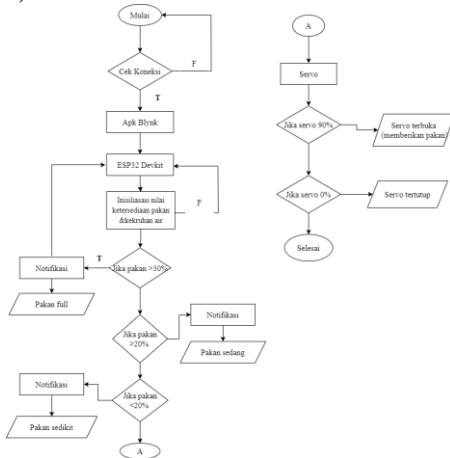 Mulai
Cek Koneksi
F
T
Apk Blynk
ESP32 Devkit
Inisiliasasi nilai
ketersediaan pakan
&kekruhan air
F
Jika pakan >30%
T
Notifikasi
Pakan full
Jika pakan
>20%
Notifikasi
Pakan sedang
Jika pakan
<20%
Notifikasi
Pakan sedikit
A
A
Servo
Jika servo 90%
Servo terbuka
(memberikan pakan)
Jika servo 0%
Servo tertutup
Selesai